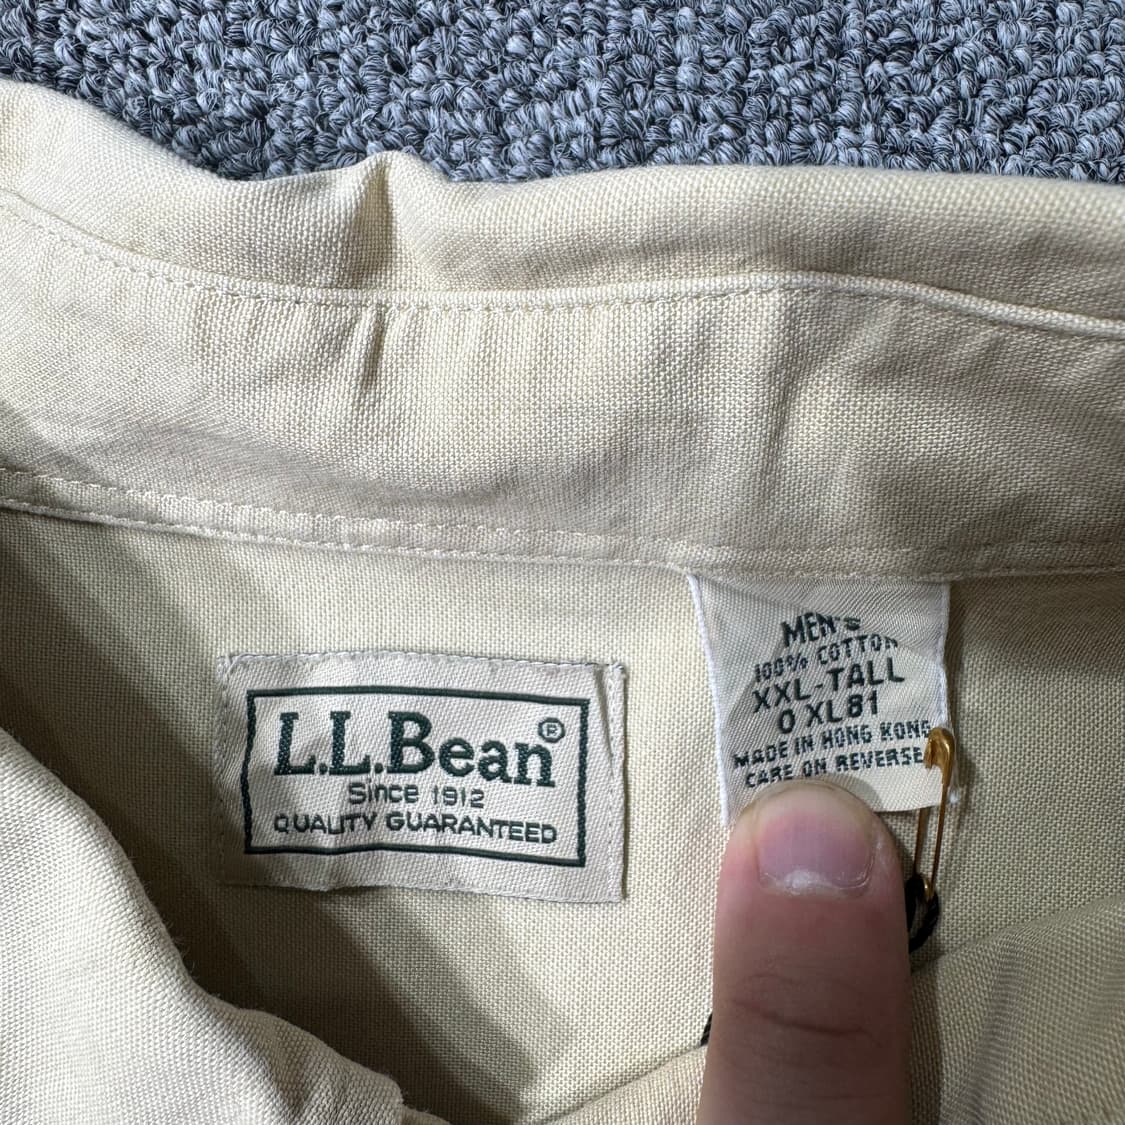 L.L.Bean®
Since 1912
QUALITY GUARANTEED
MEN'S
100% COTTON
XXL-TALL
0 XL81
MADE IN HONG KONG
CARE ON REVERSE